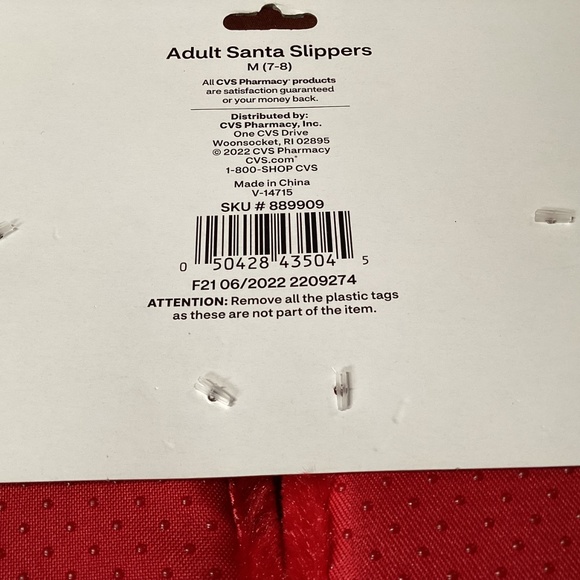 Adult Santa Slippers
M (7-8)
All CVS Pharmacy® products
are satisfaction guaranteed
or your money back.
Distributed by:
CVS Pharmacy, Inc.
One CVS Drive
Woonsocket, RI 02895
© 2022 CVS Pharmacy
CVS.com®
1-800-SHOP CVS
Made in China
V-14715
SKU # 889909
0 50428 43504 5
F21 06/2022 2209274
ATTENTION: Remove all the plastic tags
as these are not part of the item.